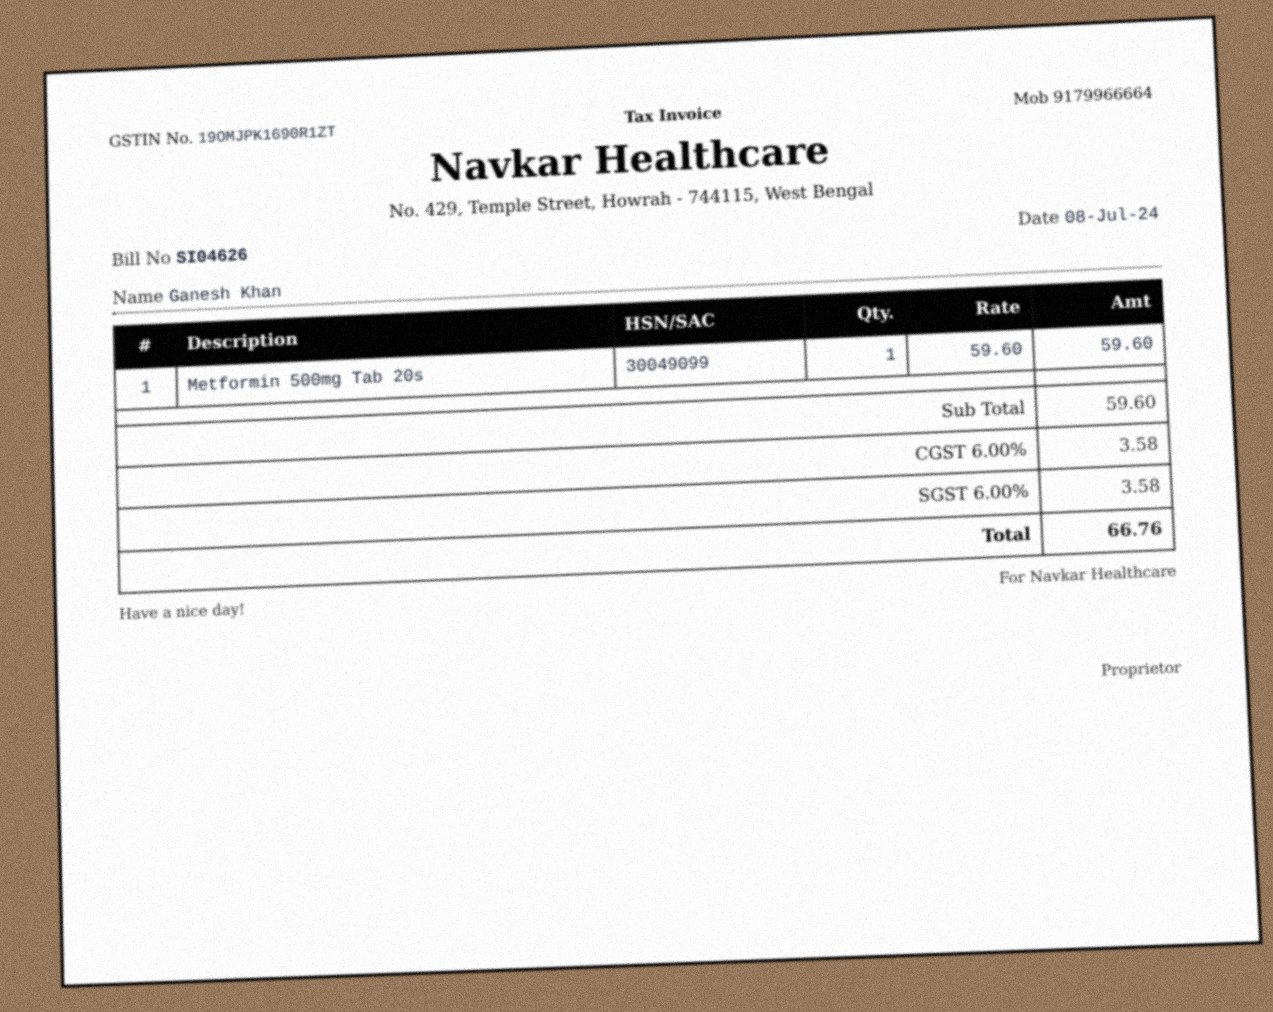 Tax Invoice
GSTIN No. 19OMJPK1690R1ZT
Mob 9179966664
Navkar Healthcare
No. 429, Temple Street, Howrah - 744115, West Bengal
Bill No SI04626
Date 08-Jul-24
Name Ganesh Khan
# Description HSN/SAC Qty. Rate Amt
1 Metformin 500mg Tab 20s 30049099 1 59.60 59.60
Sub Total 59.60
CGST 6.00% 3.58
SGST 6.00% 3.58
Total 66.76
Have a nice day!
For Navkar Healthcare
Proprietor